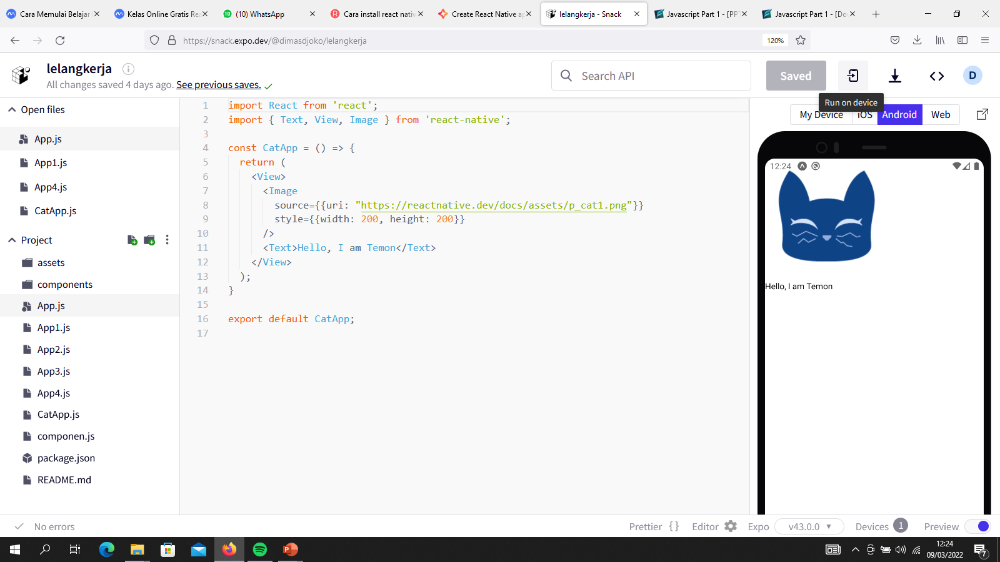 Cara Memulai Belajar
Kelas Online Gratis Rea
(10) WhatsApp
Cara install react nativ
Create React Native ap
lelangkerja - Snack
Javascript Part 1 - [PPT
Javascript Part 1 - [Do
https://snack.expo.dev/@dimasdjoko/lelangkerja
120%
lelangkerja
All changes saved 4 days ago. See previous saves.
Search API
Saved
D
Run on device
My Device
iOS
Android
Web
Open files
App.js
App1.js
App4.js
CatApp.js
Project
assets
components
App.js
App1.js
App2.js
App3.js
App4.js
CatApp.js
componen.js
package.json
README.md
1 import React from 'react';
2 import { Text, View, Image } from 'react-native';
3
4 const CatApp = () => {
5 return (
6 <View>
7 <Image
8 source={{uri: "https://reactnative.dev/docs/assets/p_cat1.png"}}
9 style={{width: 200, height: 200}}
10 />
11 <Text>Hello, I am Temon</Text>
12 </View>
13 );
14 }
15
16 export default CatApp;
17
12:24
Hello, I am Temon
No errors
Prettier {}
Editor
Expo
v43.0.0
Devices 1
Preview
12:24
09/03/2022
7